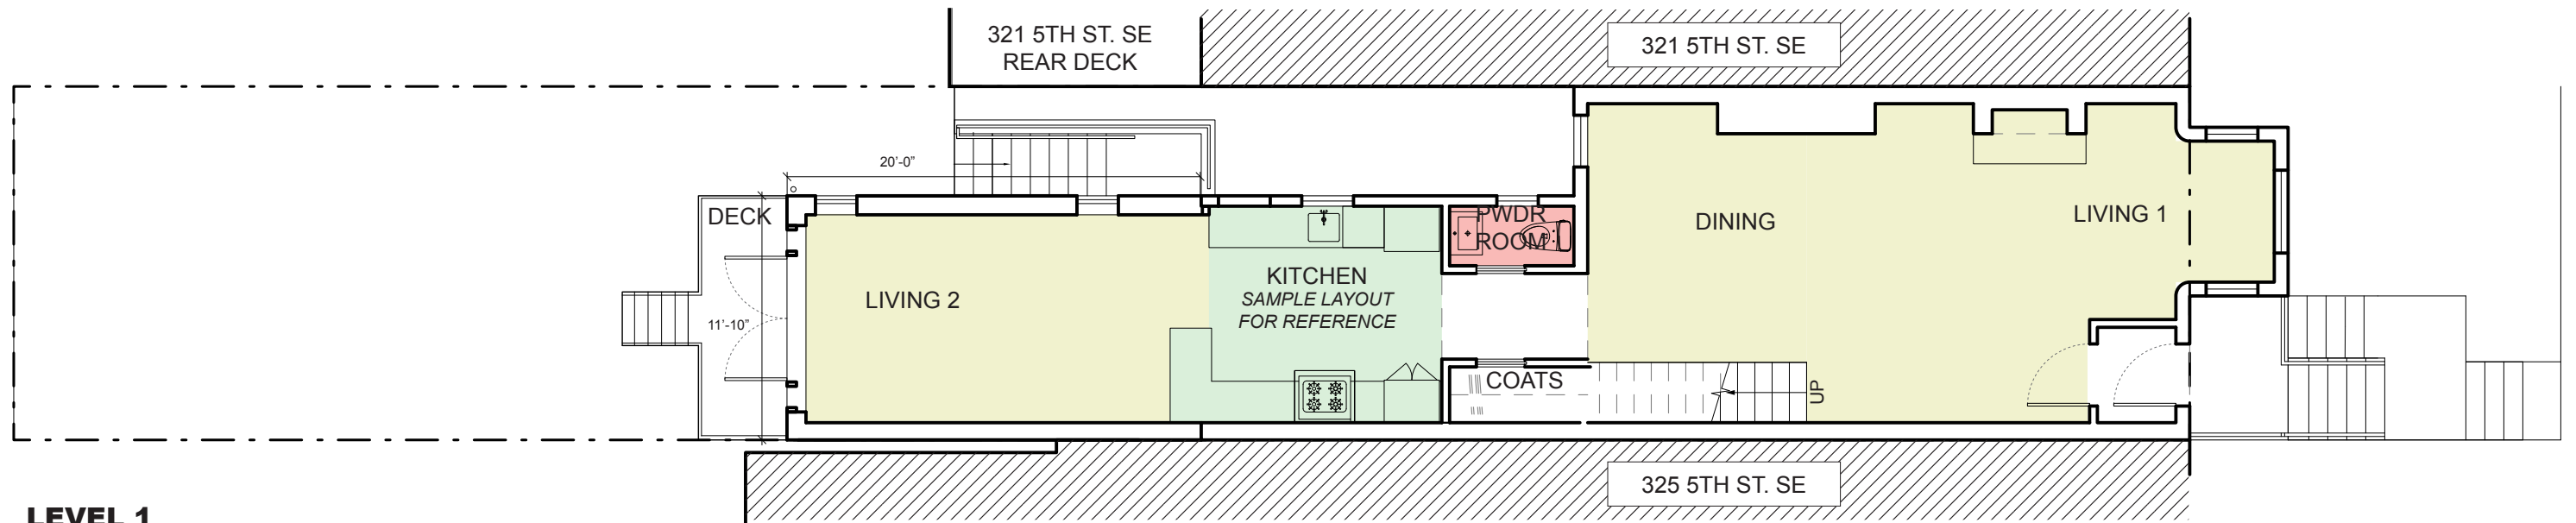 321 5TH ST. SE
REAR DECK
321 5TH ST. SE
20'-0"
DECK
PWDR
ROOM
DINING
LIVING 1
KITCHEN
SAMPLE LAYOUT
FOR REFERENCE
LIVING 2
11'-10"
COATS
UP
325 5TH ST. SE
LEVEL 1